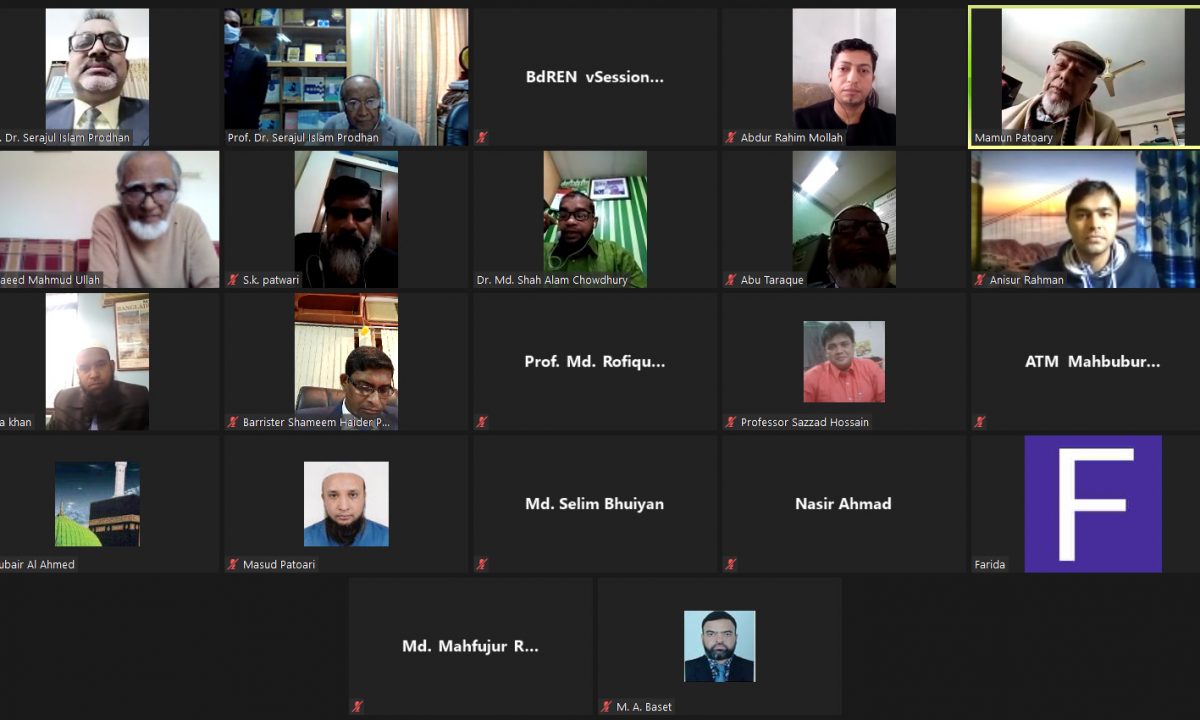 . Dr. Serajul Islam Prodhan
Prof. Dr. Serajul Islam Prodhan
BdREN vSession...
Abdur Rahim Mollah
Mamun Patoary
aeed Mahmud Ullah
S.k. patwari
Dr. Md. Shah Alam Chowdhury
Abu Taraque
Anisur Rahman
a khan
Barrister Shameem Haider P...
Prof. Md. Rofiqu...
Professor Sazzad Hossain
ATM Mahbubur...
ubair Al Ahmed
Masud Patoari
Md. Selim Bhuiyan
Nasir Ahmad
F
Farida
Md. Mahfujur R...
M. A. Baset